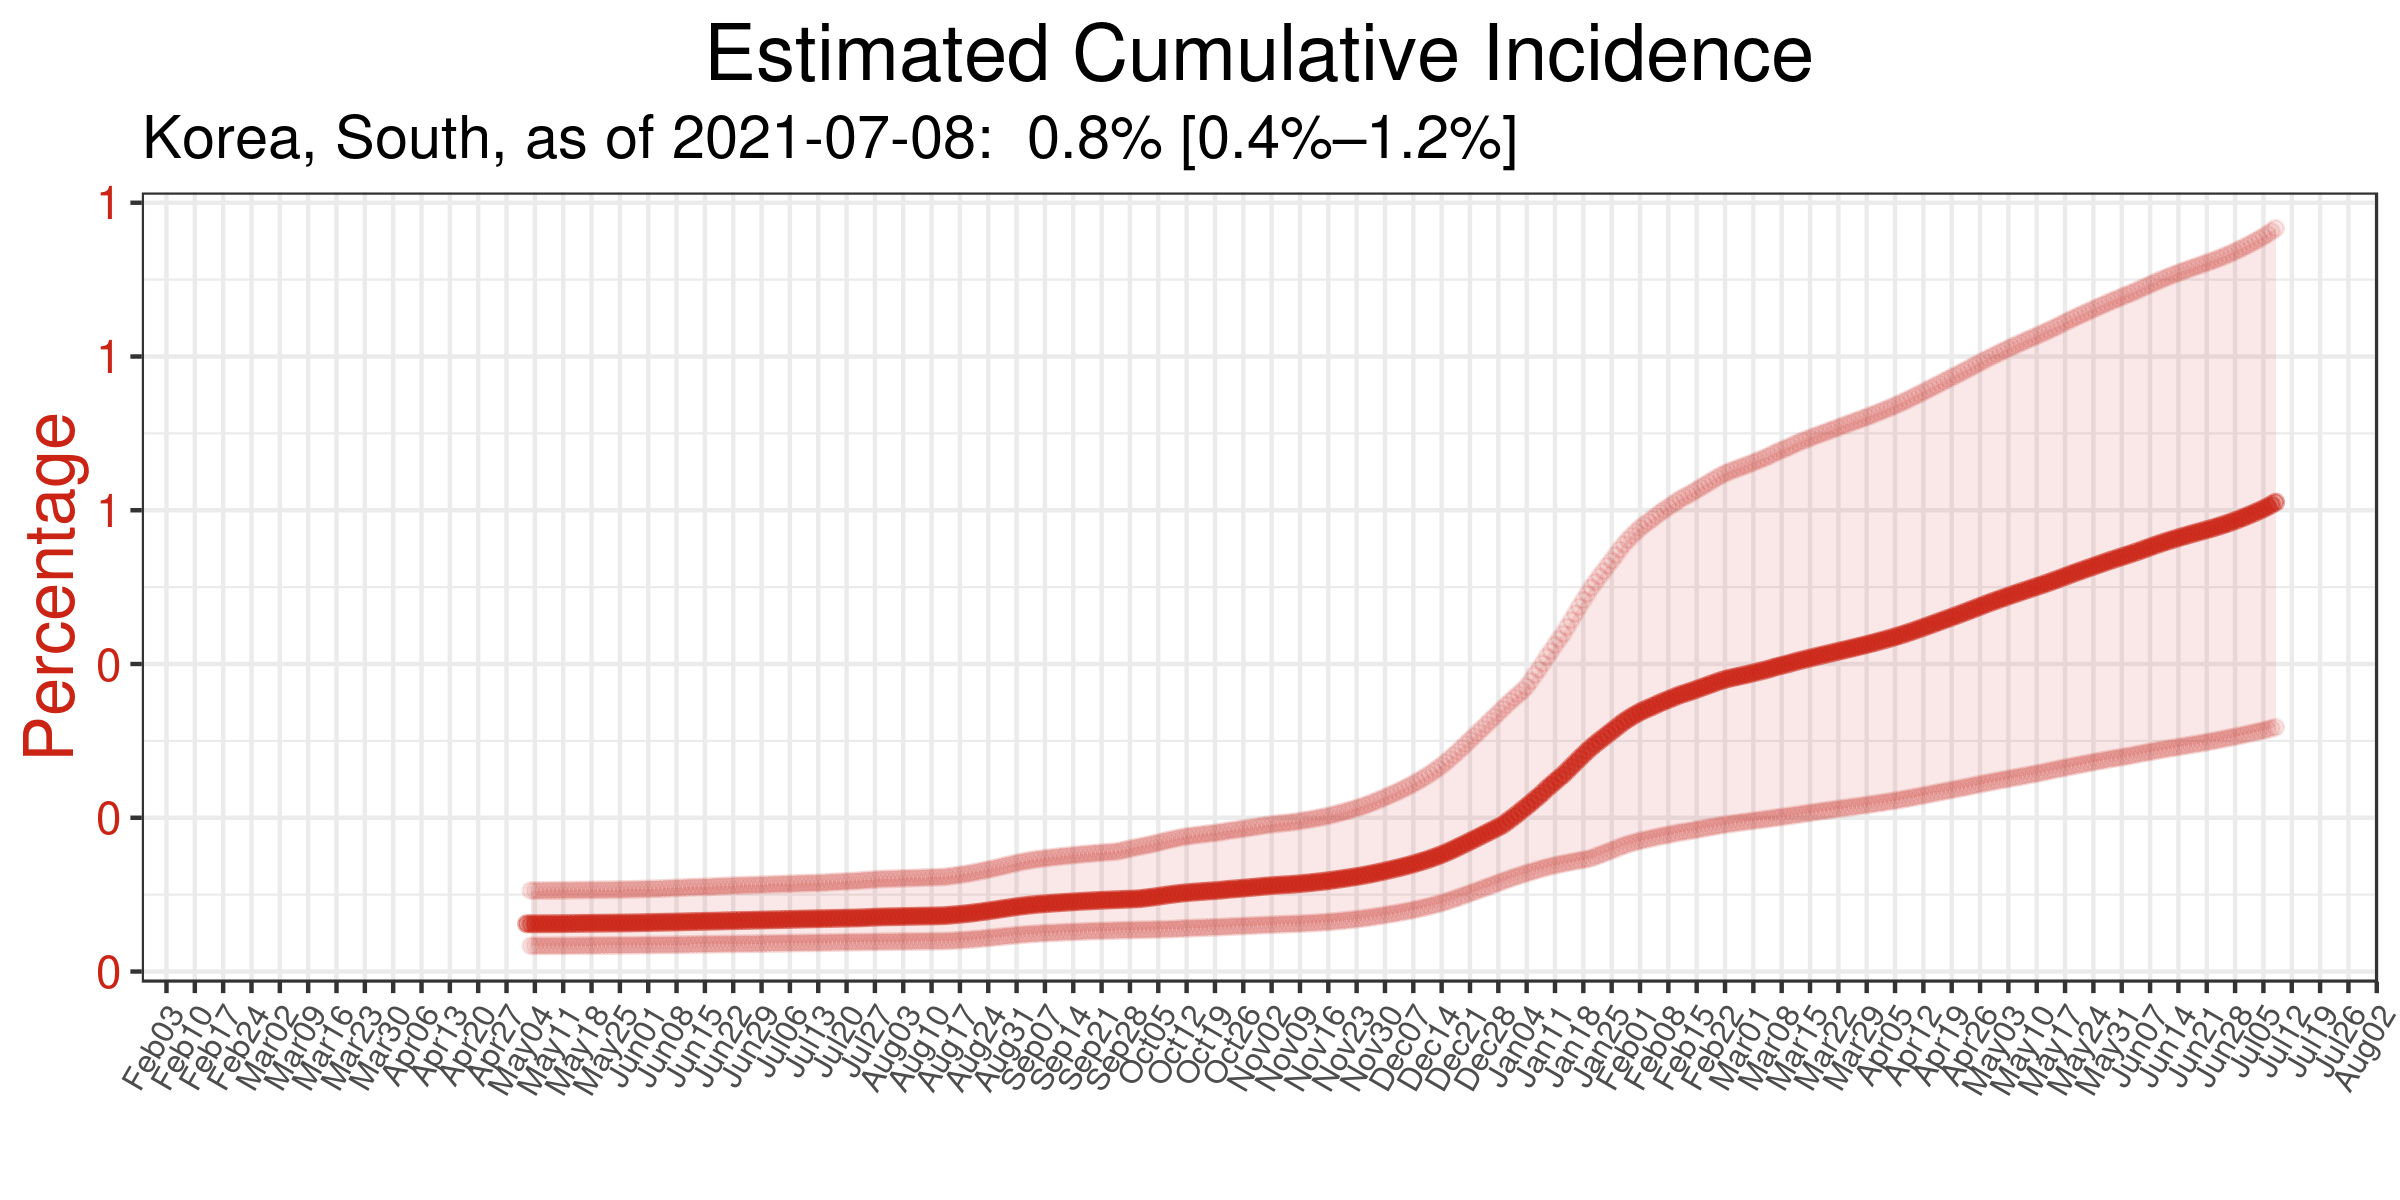 Estimated Cumulative Incidence
Korea, South, as of 2021-07-08:  0.8% [0.4%–1.2%]
Percentage
1
1
1
0
0
0
Feb03
Feb10
Feb17
Feb24
Mar02
Mar09
Mar16
Mar23
Mar30
Apr06
Apr13
Apr20
Apr27
May04
May11
May18
May25
Jun01
Jun08
Jun15
Jun22
Jun29
Jul06
Jul13
Jul20
Jul27
Aug03
Aug10
Aug17
Aug24
Aug31
Sep07
Sep14
Sep21
Sep28
Oct05
Oct12
Oct19
Oct26
Nov02
Nov09
Nov16
Nov23
Nov30
Dec07
Dec14
Dec21
Dec28
Jan04
Jan11
Jan18
Jan25
Feb01
Feb08
Feb15
Feb22
Mar01
Mar08
Mar15
Mar22
Mar29
Apr05
Apr12
Apr19
Apr26
May03
May10
May17
May24
May31
Jun07
Jun14
Jun21
Jun28
Jul05
Jul12
Jul19
Jul26
Aug02